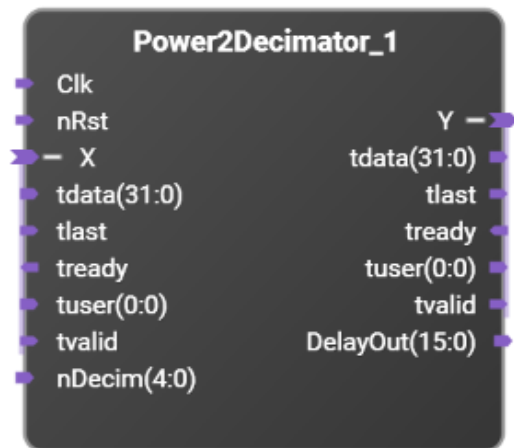 Power2Decimator_1
Clk
nRst
X
tdata(31:0)
tlast
tready
tuser(0:0)
tvalid
nDecim(4:0)
Y
tdata(31:0)
tlast
tready
tuser(0:0)
tvalid
DelayOut(15:0)